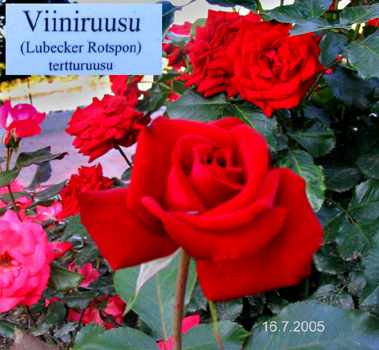 Viiniruusu
(Lubecker Rotspon)
tertturuusu
16.7.2005